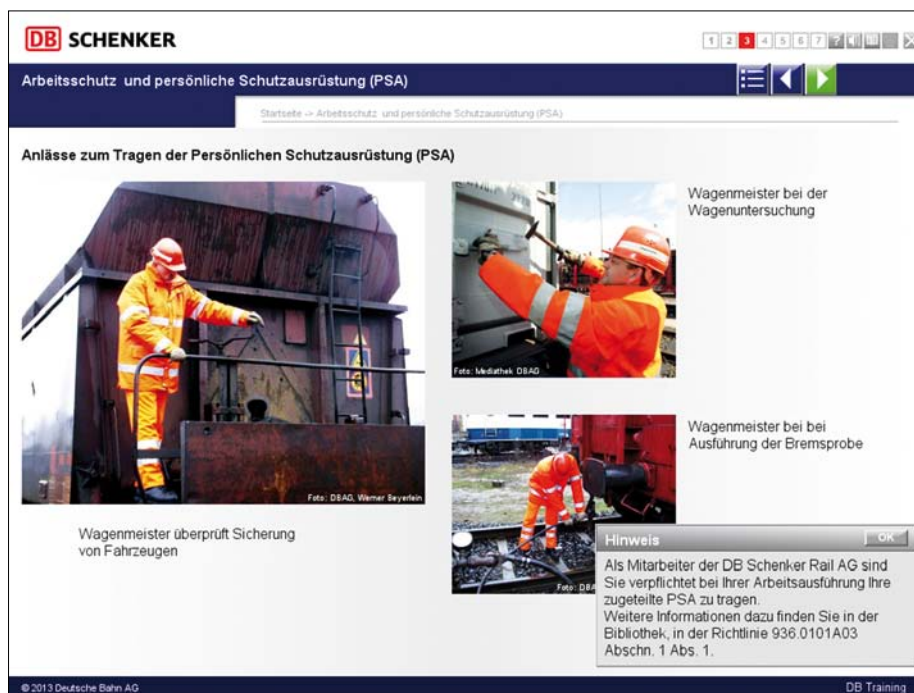 DB SCHENKER
1 2 3 4 5 6 7 ?
Arbeitsschutz und persönliche Schutzausrüstung (PSA)
Startseite -> Arbeitsschutz und persönliche Schutzausrüstung (PSA)
Anlässe zum Tragen der Persönlichen Schutzausrüstung (PSA)
Foto: DBAG, Werner Beyerlein
Wagenmeister überprüft Sicherung
von Fahrzeugen
Foto: Mediathek DBAG
Wagenmeister bei der
Wagenuntersuchung
Wagenmeister bei bei
Ausführung der Bremsprobe
Foto:
Hinweis
OK
Als Mitarbeiter der DB Schenker Rail AG sind
Sie verpflichtet bei Ihrer Arbeitsausführung Ihre
zugeteilte PSA zu tragen.
Weitere Informationen dazu finden Sie in der
Bibliothek, in der Richtlinie 936.0101A03
Abschn. 1 Abs. 1.
© 2013 Deutsche Bahn AG
DB Training